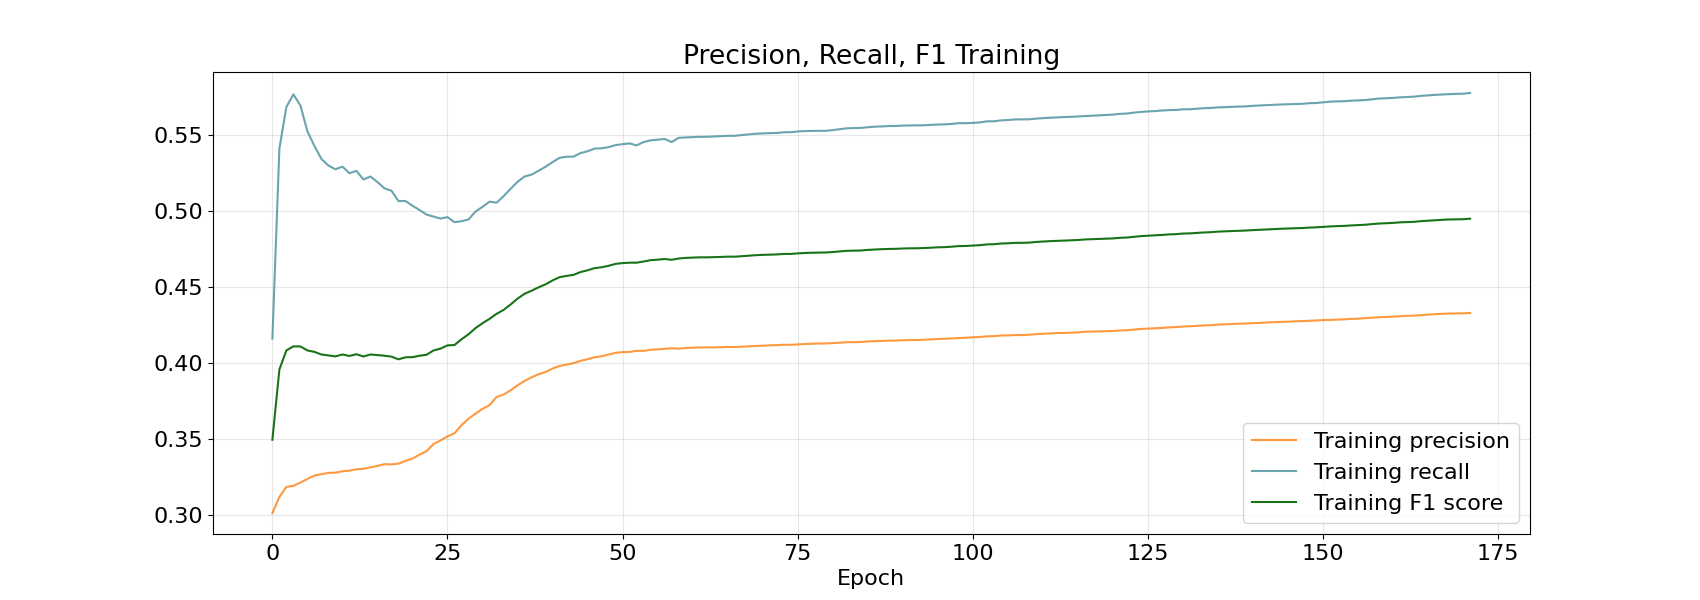 Precision, Recall, F1 Training
0.55
0.50
0.45
0.40
0.35
0.30
Training precision
Training recall
Training F1 score
0 25 50 75 100 125 150 175
Epoch